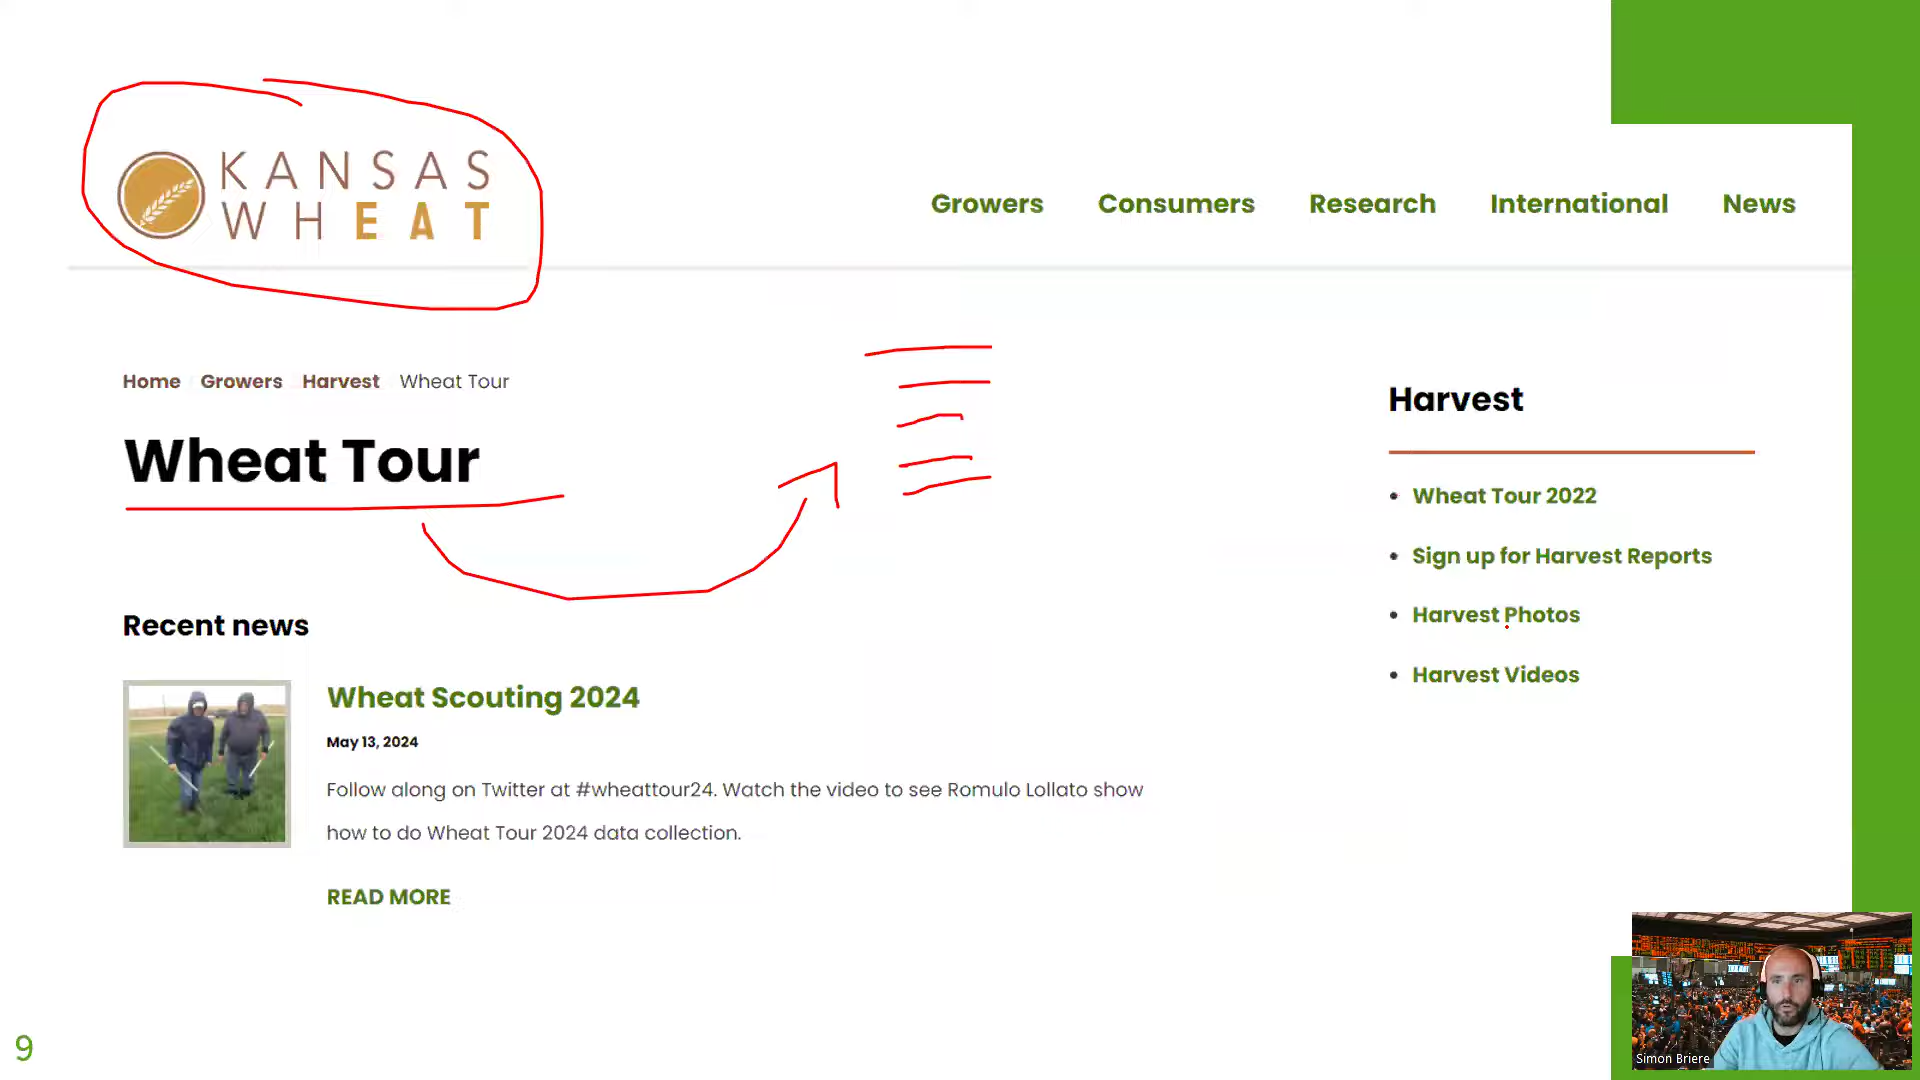 KANSAS
WHEAT
Growers Consumers Research International News
Home Growers Harvest Wheat Tour
Wheat Tour
Harvest
Wheat Tour 2022
Sign up for Harvest Reports
Harvest Photos
Harvest Videos
Recent news
Wheat Scouting 2024
May 13, 2024
Follow along on Twitter at #wheattour24. Watch the video to see Romulo Lollato show
how to do Wheat Tour 2024 data collection.
READ MORE
Simon Briere
9